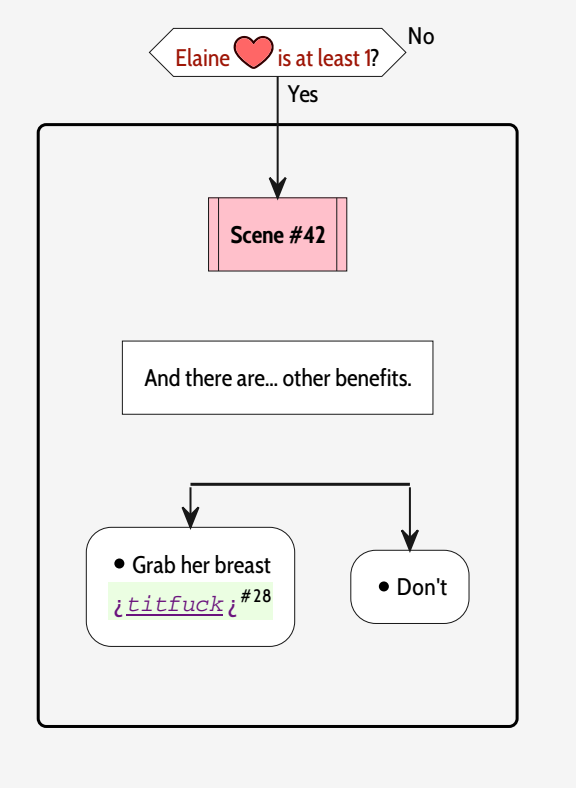 Elaine is at least 1?
No
Yes
Scene #42
And there are... other benefits.
• Grab her breast
¿titfuck¿#28
• Don't